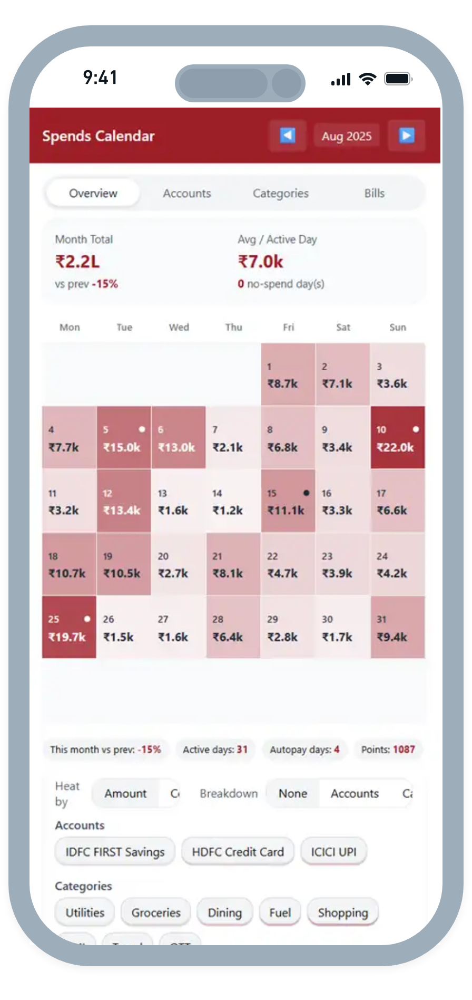 9:41
Spends Calendar
Aug 2025
Overview Accounts Categories Bills
Month Total Avg / Active Day
₹2.2L ₹7.0k
vs prev -15% 0 no-spend day(s)
Mon Tue Wed Thu Fri Sat Sun
1 2 3
₹8.7k ₹7.1k ₹3.6k
4 5 6 7 8 9 10
₹7.7k ₹15.0k ₹13.0k ₹2.1k ₹6.8k ₹3.4k ₹22.0k
11 12 13 14 15 16 17
₹3.2k ₹13.4k ₹1.6k ₹1.2k ₹11.1k ₹3.3k ₹6.6k
18 19 20 21 22 23 24
₹10.7k ₹10.5k ₹2.7k ₹8.1k ₹4.7k ₹3.9k ₹4.2k
25 26 27 28 29 30 31
₹19.7k ₹1.5k ₹1.6k ₹6.4k ₹2.8k ₹1.7k ₹9.4k
This month vs prev: -15% Active days: 31 Autopay days: 4 Points: 1087
Heat by Amount Breakdown None Accounts
Accounts
IDFC FIRST Savings HDFC Credit Card ICICI UPI
Categories
Utilities Groceries Dining Fuel Shopping
Travel OTT